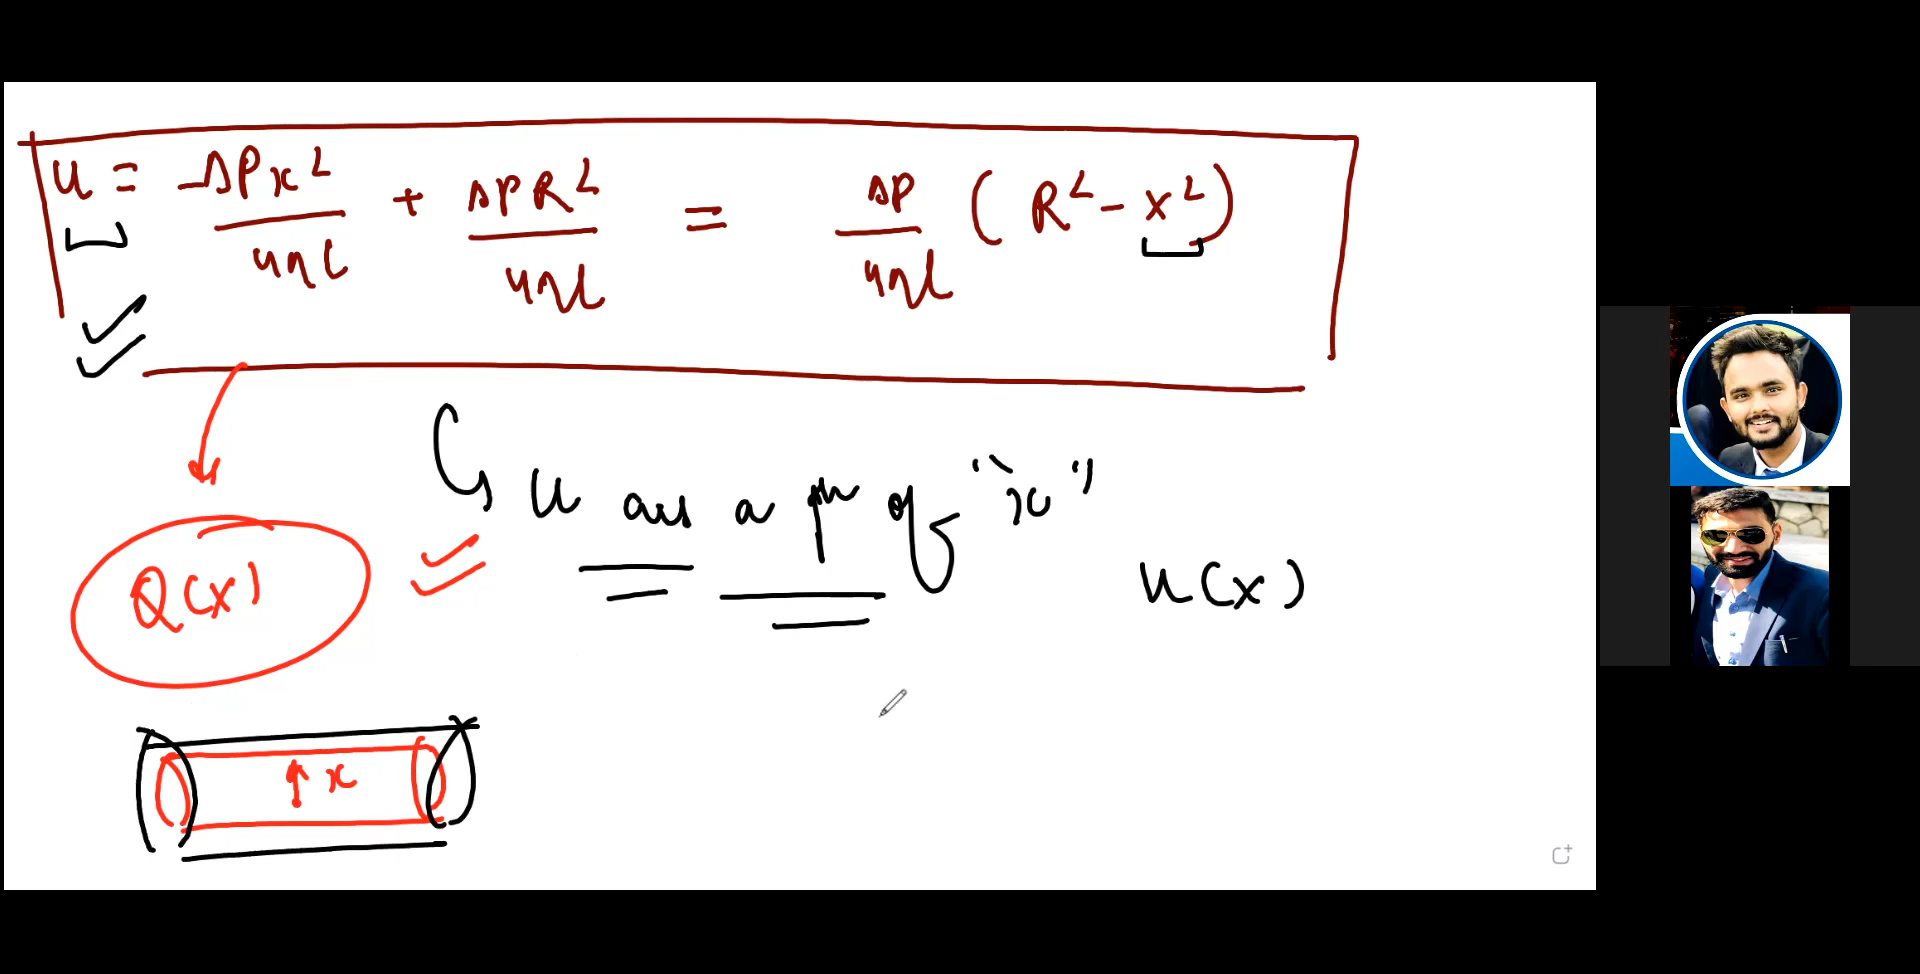 u = -ΔPx²/4ηl + ΔPR²/4ηl = ΔP/4ηl (R² - x²)
u as a fn of "x"
Q(x) u(x)
x